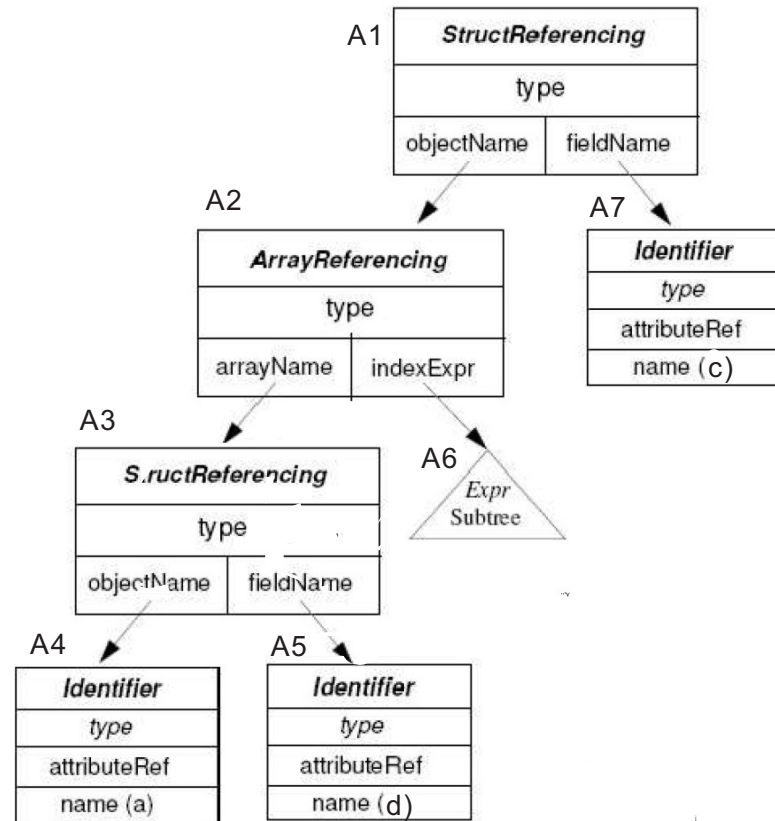 A1
StructReferencing
type
objectName fieldName
A2
A7
ArrayReferencing
type
arrayName indexExpr
Identifier
type
attributeRef
name (c)
A3
S.ructReferencing
type
objectName fieldName
A6
Expr
Subtree
A4
Identifier
type
attributeRef
name (a)
A5
Identifier
type
attributeRef
name (d)